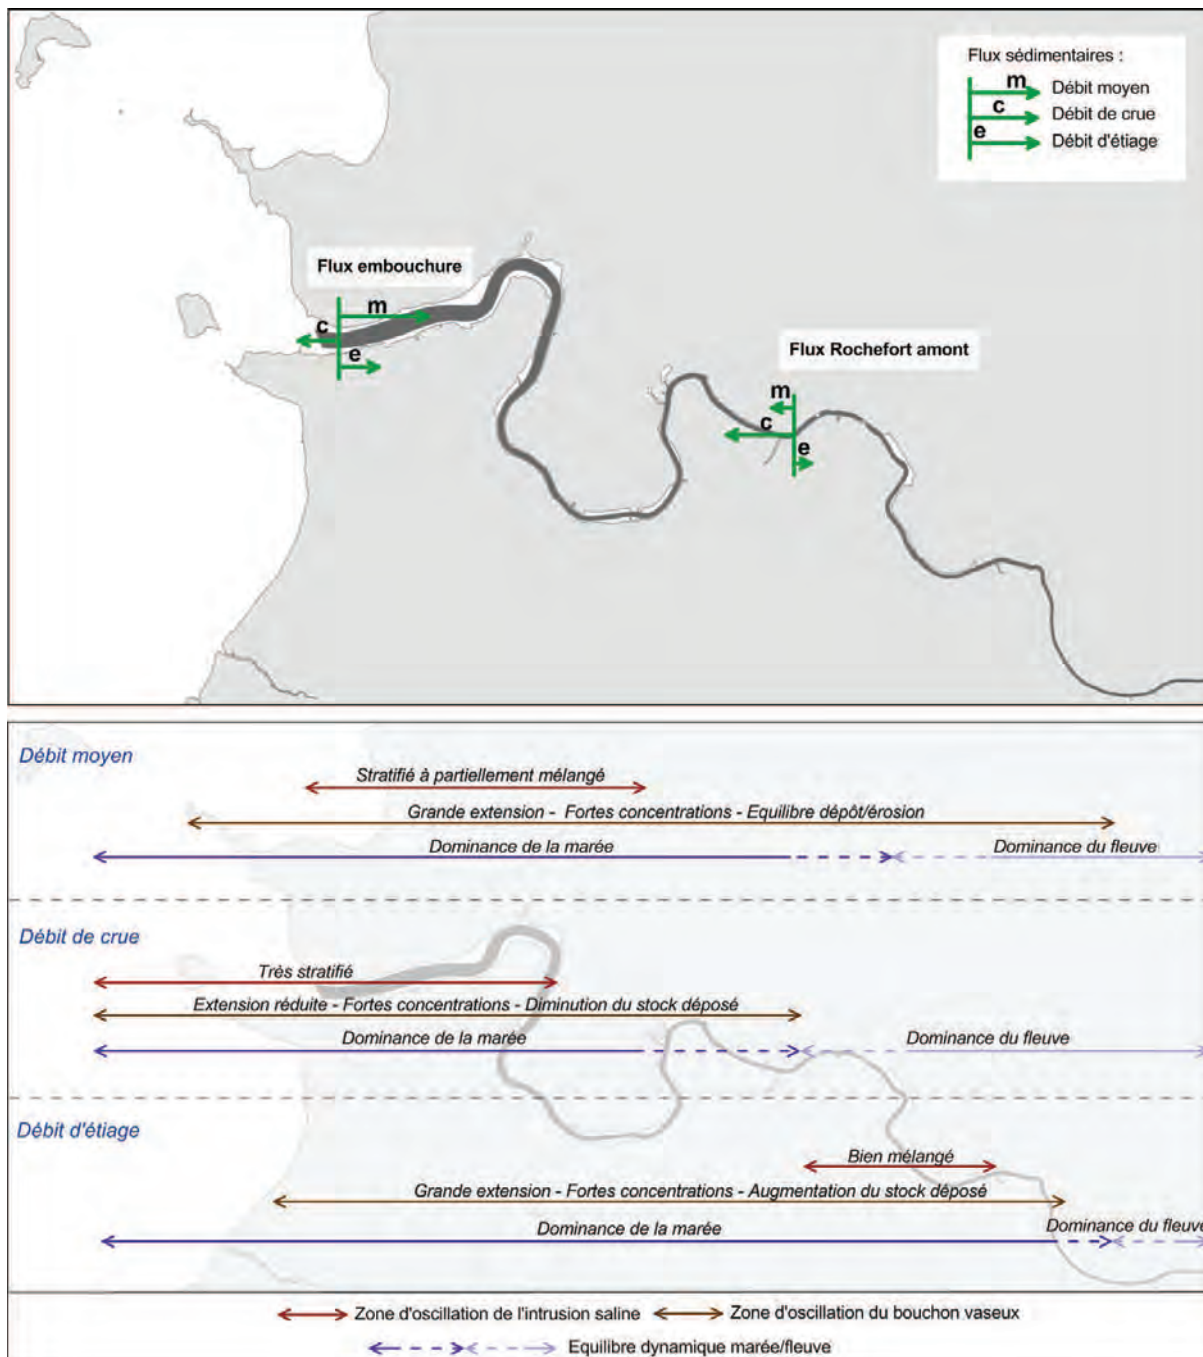 Flux sédimentaires :
m
Débit moyen
c
Débit de crue
e
Débit d'étiage
Flux embouchure
m
c
e
Flux Rochefort amont
m
c
e
Débit moyen
Stratifié à partiellement mélangé
Grande extension - Fortes concentrations - Equilibre dépôt/érosion
Dominance de la marée
Dominance du fleuve
Débit de crue
Très stratifié
Extension réduite - Fortes concentrations - Diminution du stock déposé
Dominance de la marée
Dominance du fleuve
Débit d'étiage
Bien mélangé
Grande extension - Fortes concentrations - Augmentation du stock déposé
Dominance de la marée
Dominance du fleuve
Zone d'oscillation de l'intrusion saline
Zone d'oscillation du bouchon vaseux
Equilibre dynamique marée/fleuve